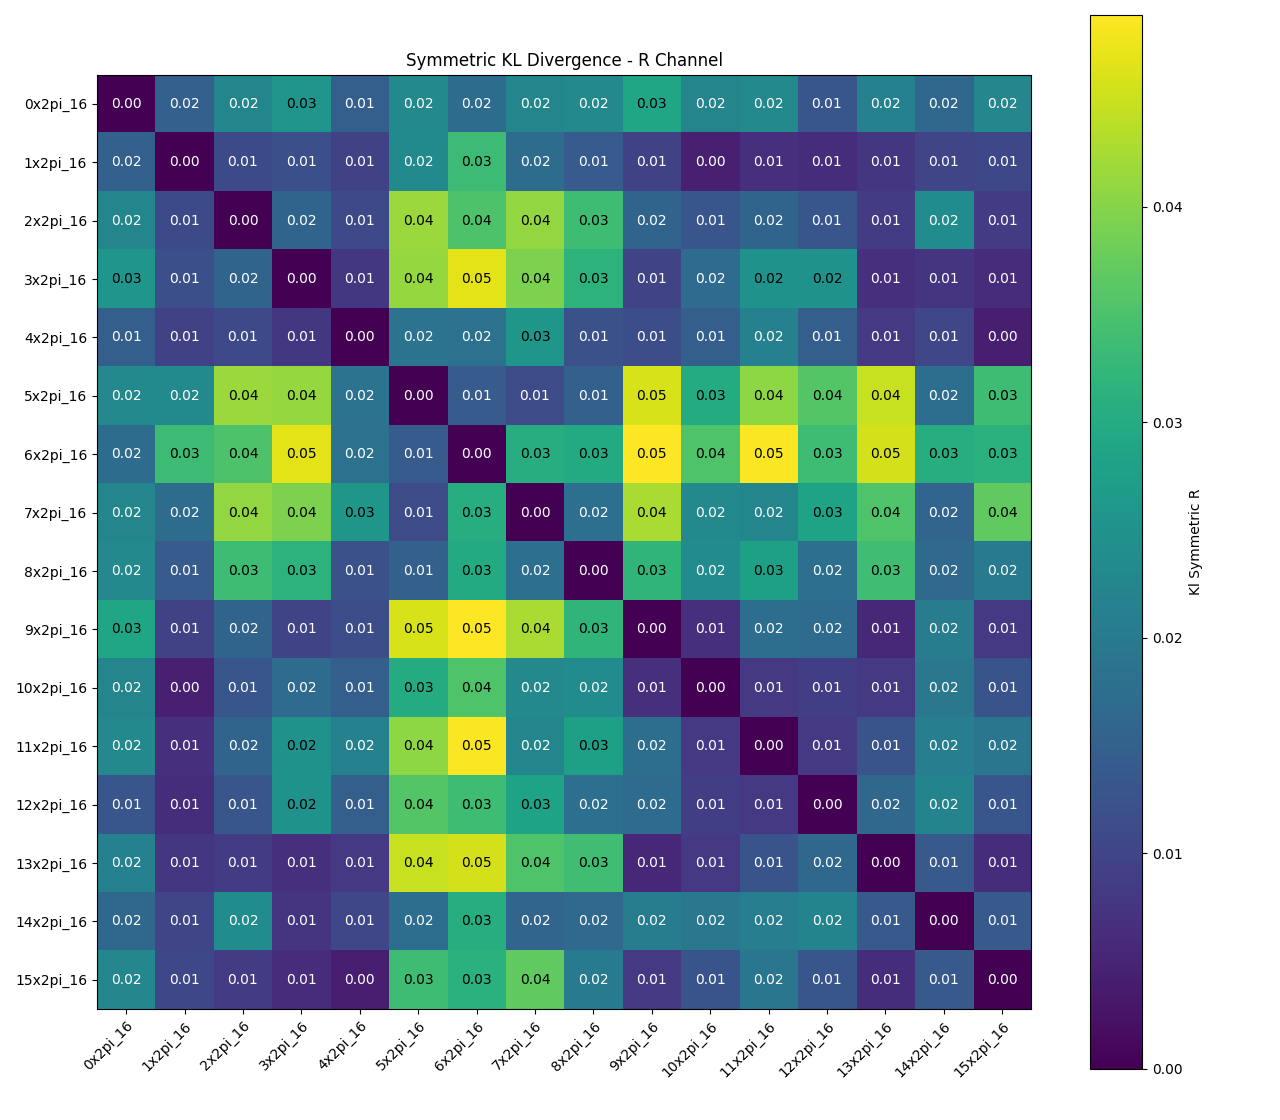 Symmetric KL Divergence - R Channel
0x2pi_16 0.00 0.02 0.02 0.03 0.01 0.02 0.02 0.02 0.02 0.03 0.02 0.02 0.01 0.02 0.02 0.02
1x2pi_16 0.02 0.00 0.01 0.01 0.01 0.02 0.03 0.02 0.01 0.01 0.00 0.01 0.01 0.01 0.01 0.01
2x2pi_16 0.02 0.01 0.00 0.02 0.01 0.04 0.04 0.04 0.03 0.02 0.01 0.02 0.01 0.01 0.02 0.01
3x2pi_16 0.03 0.01 0.02 0.00 0.01 0.04 0.05 0.04 0.03 0.01 0.02 0.02 0.02 0.01 0.01 0.01
4x2pi_16 0.01 0.01 0.01 0.01 0.00 0.02 0.02 0.03 0.01 0.01 0.01 0.02 0.01 0.01 0.01 0.00
5x2pi_16 0.02 0.02 0.04 0.04 0.02 0.00 0.01 0.01 0.01 0.05 0.03 0.04 0.04 0.04 0.02 0.03
6x2pi_16 0.02 0.03 0.04 0.05 0.02 0.01 0.00 0.03 0.03 0.05 0.04 0.05 0.03 0.05 0.03 0.03
7x2pi_16 0.02 0.02 0.04 0.04 0.03 0.01 0.03 0.00 0.02 0.04 0.02 0.02 0.03 0.04 0.02 0.04
8x2pi_16 0.02 0.01 0.03 0.03 0.01 0.01 0.03 0.02 0.00 0.03 0.02 0.03 0.02 0.03 0.02 0.02
9x2pi_16 0.03 0.01 0.02 0.01 0.01 0.05 0.05 0.04 0.03 0.00 0.01 0.02 0.02 0.01 0.02 0.01
10x2pi_16 0.02 0.00 0.01 0.02 0.01 0.03 0.04 0.02 0.02 0.01 0.00 0.01 0.01 0.01 0.02 0.01
11x2pi_16 0.02 0.01 0.02 0.02 0.02 0.04 0.05 0.02 0.03 0.02 0.01 0.00 0.01 0.01 0.02 0.02
12x2pi_16 0.01 0.01 0.01 0.02 0.01 0.04 0.03 0.03 0.02 0.02 0.01 0.01 0.00 0.02 0.02 0.01
13x2pi_16 0.02 0.01 0.01 0.01 0.01 0.04 0.05 0.04 0.03 0.01 0.01 0.01 0.02 0.00 0.01 0.01
14x2pi_16 0.02 0.01 0.02 0.01 0.01 0.02 0.03 0.02 0.02 0.02 0.02 0.02 0.02 0.01 0.00 0.01
15x2pi_16 0.02 0.01 0.01 0.01 0.00 0.03 0.03 0.04 0.02 0.01 0.01 0.02 0.01 0.01 0.01 0.00
0x2pi_16 1x2pi_16 2x2pi_16 3x2pi_16 4x2pi_16 5x2pi_16 6x2pi_16 7x2pi_16 8x2pi_16 9x2pi_16 10x2pi_16 11x2pi_16 12x2pi_16 13x2pi_16 14x2pi_16 15x2pi_16
0.04
0.03
0.02
0.01
0.00
Kl Symmetric R